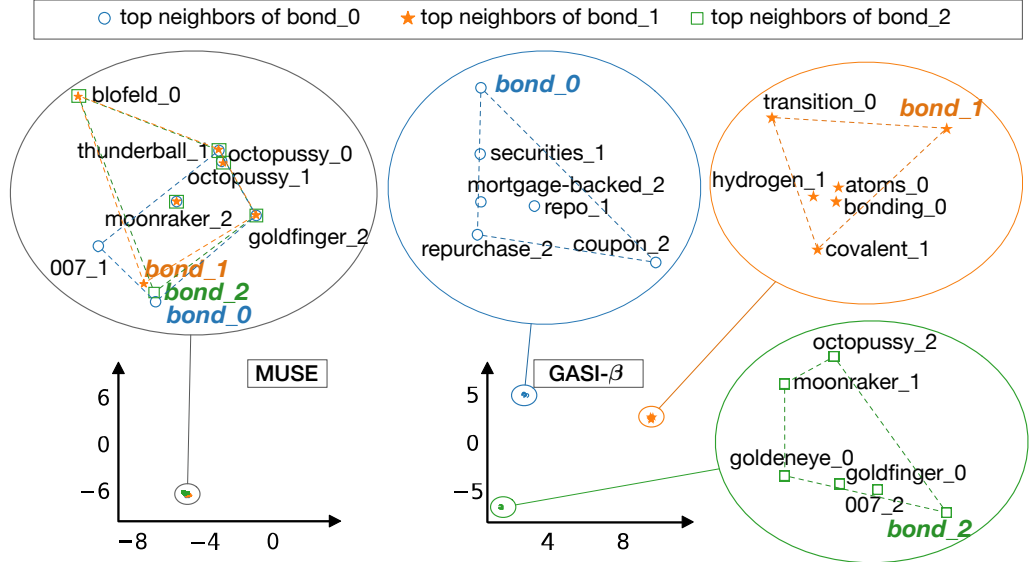 top neighbors of bond_0 top neighbors of bond_1 top neighbors of bond_2
blofeld_0
thunderball_1
octopussy_0
octopussy_1
moonraker_2
goldfinger_2
007_1
bond_1
bond_2
bond_0
bond_0
securities_1
mortgage-backed_2
repo_1
repurchase_2
coupon_2
transition_0
bond_1
hydrogen_1
atoms_0
bonding_0
covalent_1
octopussy_2
moonraker_1
goldeneye_0
goldfinger_0
007_2
bond_2
MUSE
6
0
−6
−8 −4 0
GASI-β
5
0
−5
4 8